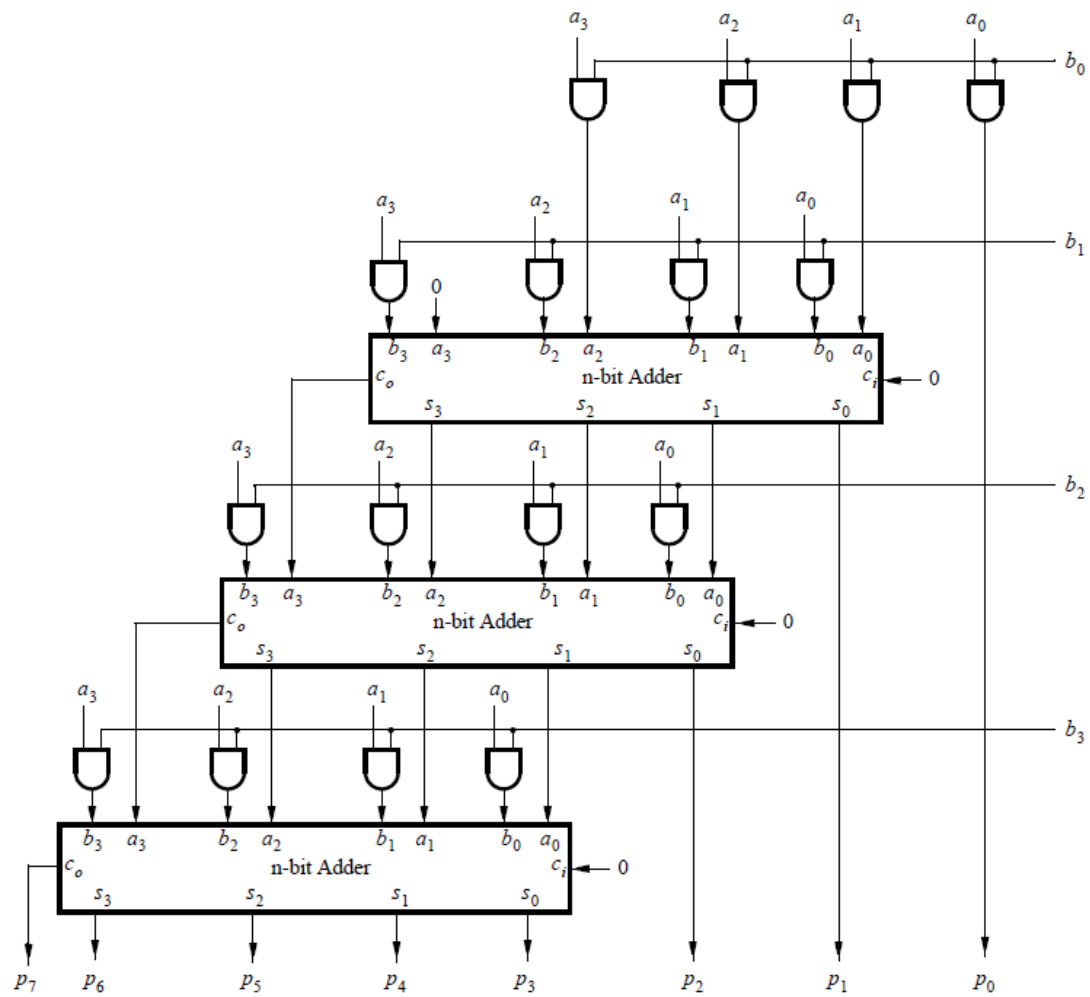 a₃ a₂ a₁ a₀
b₀
a₃ a₂ a₁ a₀
b₁
0
b₃ a₃ b₂ a₂ b₁ a₁ b₀ a₀
cₒ n-bit Adder cᵢ 0
s₃ s₂ s₁ s₀
a₃ a₂ a₁ a₀
b₂
b₃ a₃ b₂ a₂ b₁ a₁ b₀ a₀
cₒ n-bit Adder cᵢ 0
s₃ s₂ s₁ s₀
a₃ a₂ a₁ a₀
b₃
b₃ a₃ b₂ a₂ b₁ a₁ b₀ a₀
cₒ n-bit Adder cᵢ 0
s₃ s₂ s₁ s₀
p₇ p₆ p₅ p₄ p₃ p₂ p₁ p₀